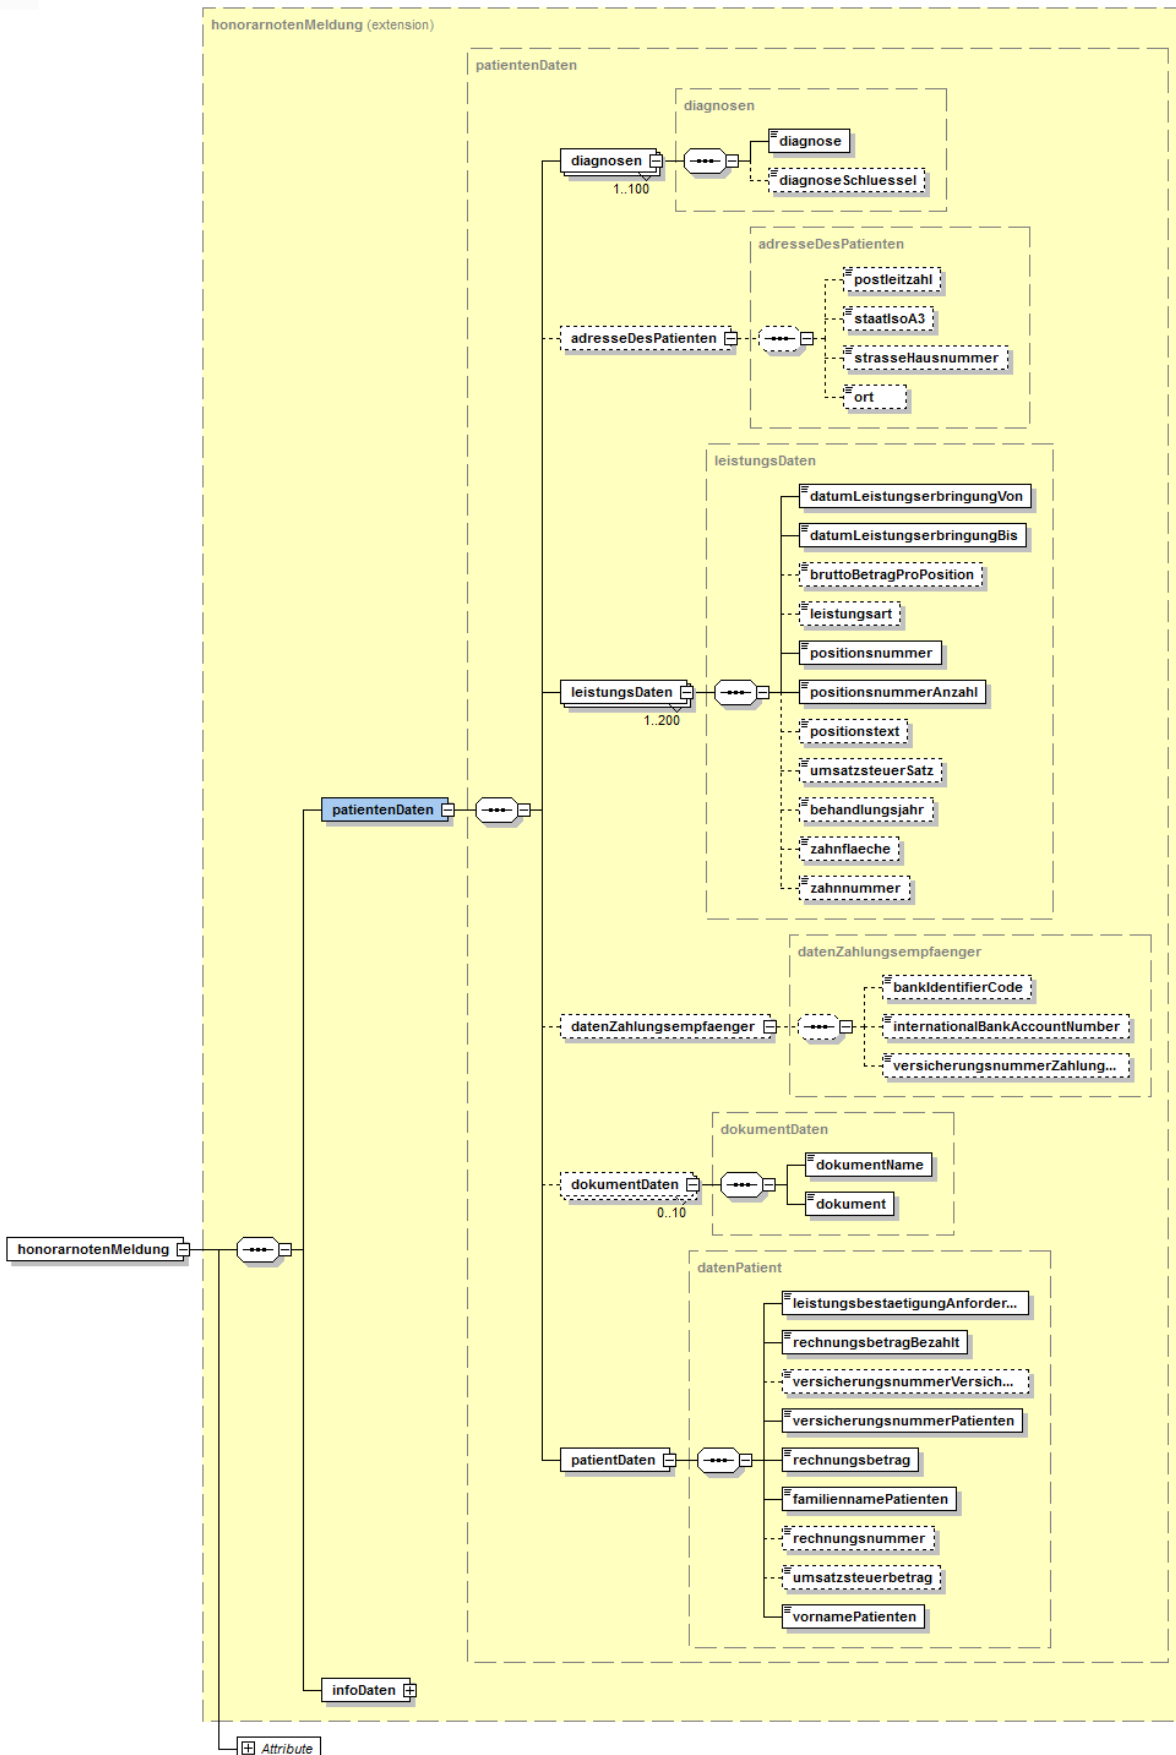 honorarnotenMeldung (extension)
patientenDaten
diagnosen
diagnose
diagnosen
diagnoseSchluessel
1..100
adresseDesPatienten
postleitzahl
staatIsoA3
adresseDesPatienten
strasseHausnummer
ort
leistungsDaten
datumLeistungserbringungVon
datumLeistungserbringungBis
bruttoBetragProPosition
leistungsart
positionsnummer
leistungsDaten
positionsnummerAnzahl
1..200
positionstext
umsatzsteuerSatz
patientenDaten
behandlungsjahr
zahnflaeche
zahnnummer
datenZahlungsempfaenger
bankIdentifierCode
datenZahlungsempfaenger
internationalBankAccountNumber
versicherungsnummerZahlung...
dokumentDaten
dokumentName
dokumentDaten
dokument
0..10
honorarnotenMeldung
datenPatient
leistungsbestaetigungAnforder...
rechnungsbetragBezahlt
versicherungsnummerVersich...
versicherungsnummerPatienten
patientDaten
rechnungsbetrag
familiennamePatienten
rechnungsnummer
umsatzsteuerbetrag
vornamePatienten
infoDaten
Attribute